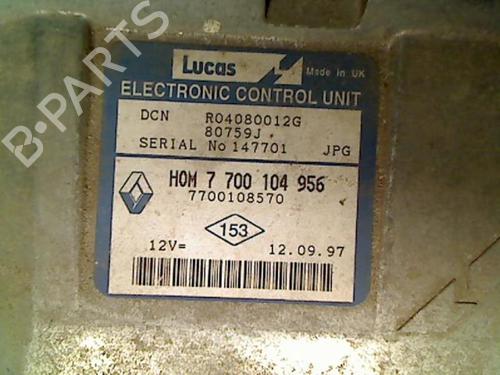 Lucas
Made in UK
ELECTRONIC CONTROL UNIT
DCN R04080012G
80759J
SERIAL No 147701 JPG
HOM 7 700 104 956
7700108570
153
12V= 12.09.97
B-PARTS